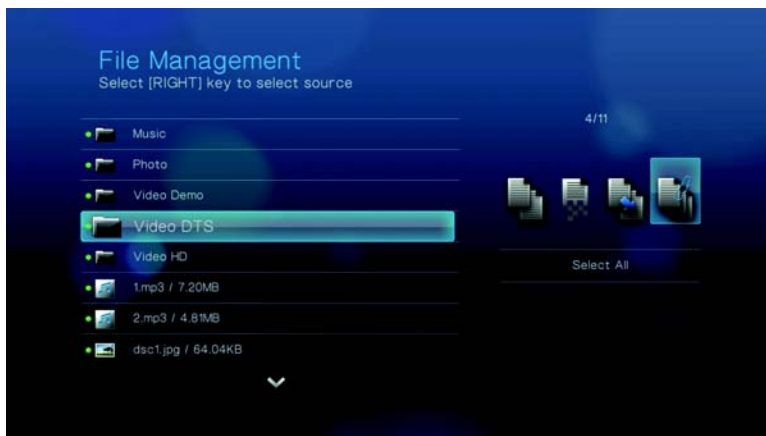 File Management
Select [RIGHT] key to select source
4/11
Music
Photo
Video Demo
Video DTS
Video HD
1.mp3 / 7.20MB
2.mp3 / 4.81MB
dsc1.jpg / 64.04KB
Select All